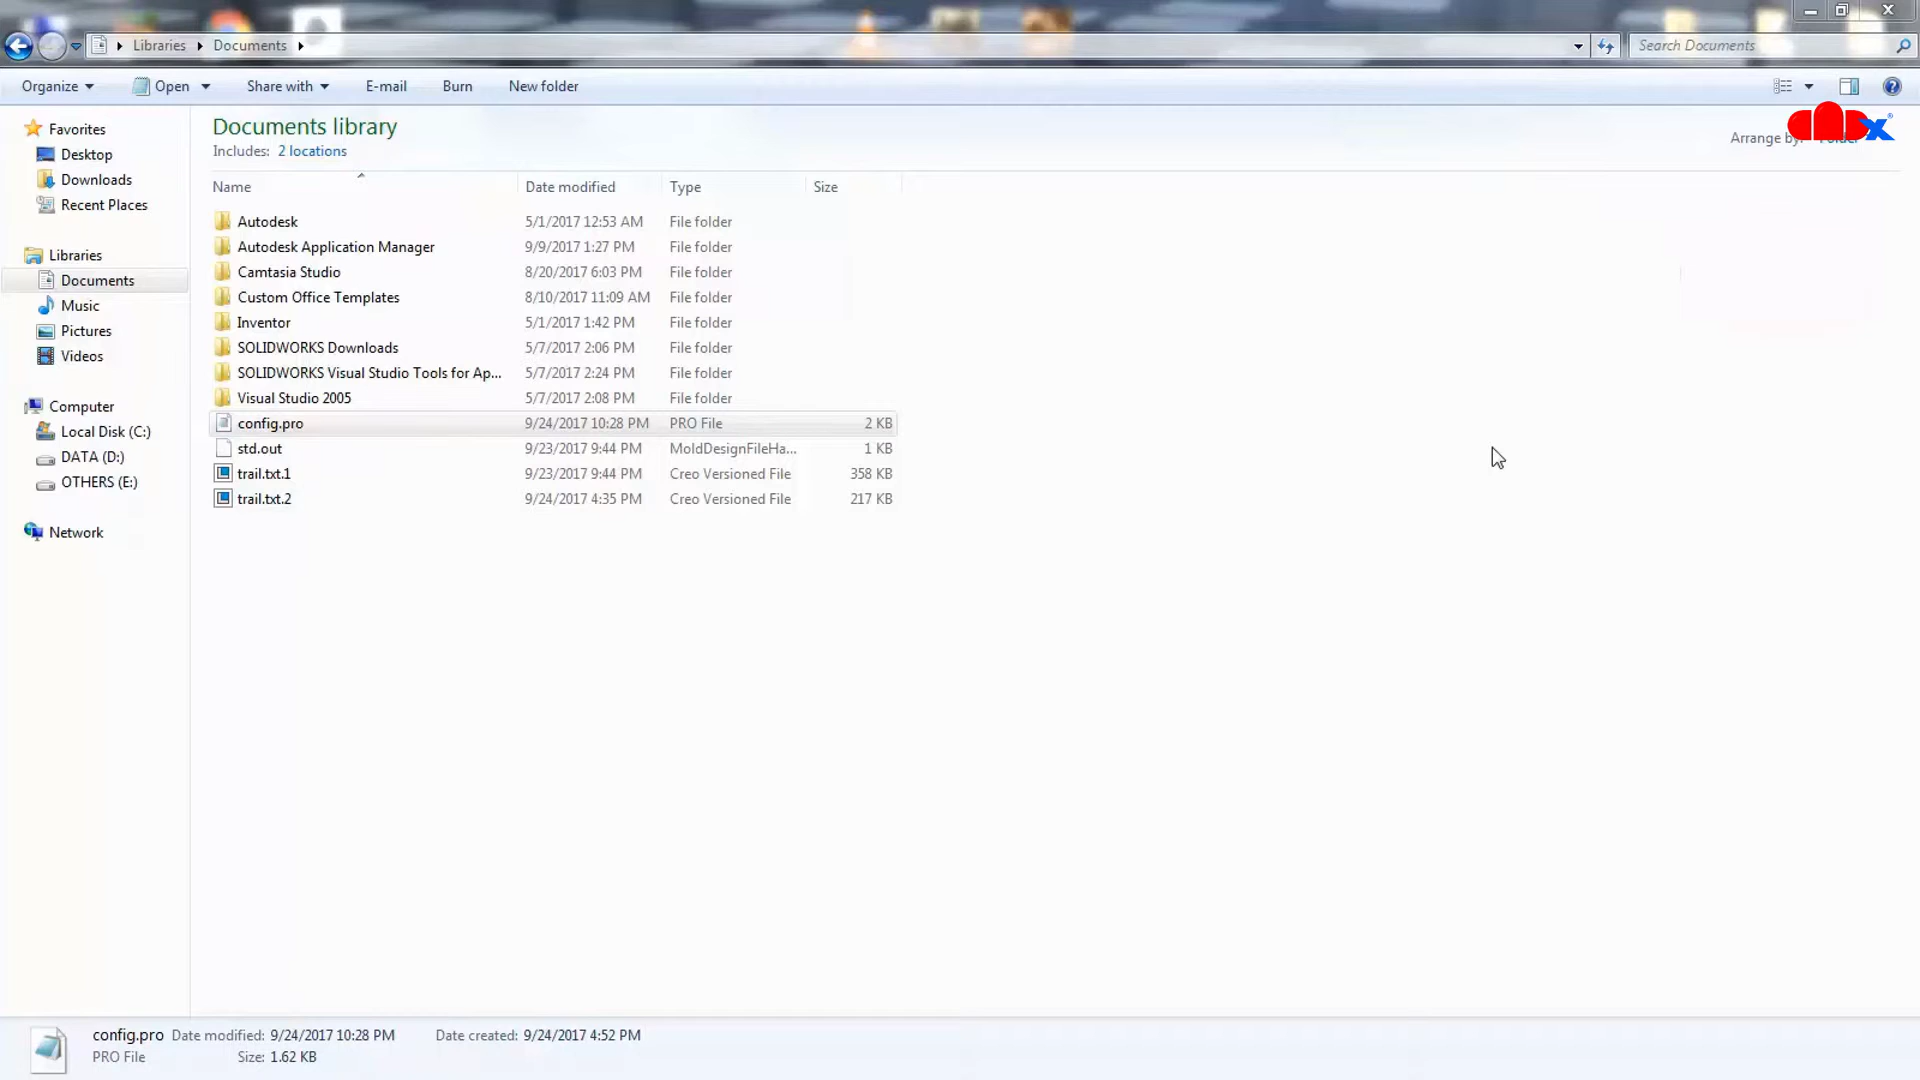 Libraries Documents
Search Documents
Organize Open Share with E-mail Burn New folder
Documents library
Includes: 2 locations
Arrange by: Folder
CADx®
Name Date modified Type Size
Favorites
Desktop
Downloads
Recent Places
Libraries
Documents
Music
Pictures
Videos
Computer
Local Disk (C:)
DATA (D:)
OTHERS (E:)
Network
Autodesk 5/1/2017 12:53 AM File folder
Autodesk Application Manager 9/9/2017 1:27 PM File folder
Camtasia Studio 8/20/2017 6:03 PM File folder
Custom Office Templates 8/10/2017 11:09 AM File folder
Inventor 5/1/2017 1:42 PM File folder
SOLIDWORKS Downloads 5/7/2017 2:06 PM File folder
SOLIDWORKS Visual Studio Tools for Ap... 5/7/2017 2:24 PM File folder
Visual Studio 2005 5/7/2017 2:08 PM File folder
config.pro 9/24/2017 10:28 PM PRO File 2 KB
std.out 9/23/2017 9:44 PM MoldDesignFileHa... 1 KB
trail.txt.1 9/23/2017 9:44 PM Creo Versioned File 358 KB
trail.txt.2 9/24/2017 4:35 PM Creo Versioned File 217 KB
config.pro Date modified: 9/24/2017 10:28 PM Date created: 9/24/2017 4:52 PM
PRO File Size: 1.62 KB